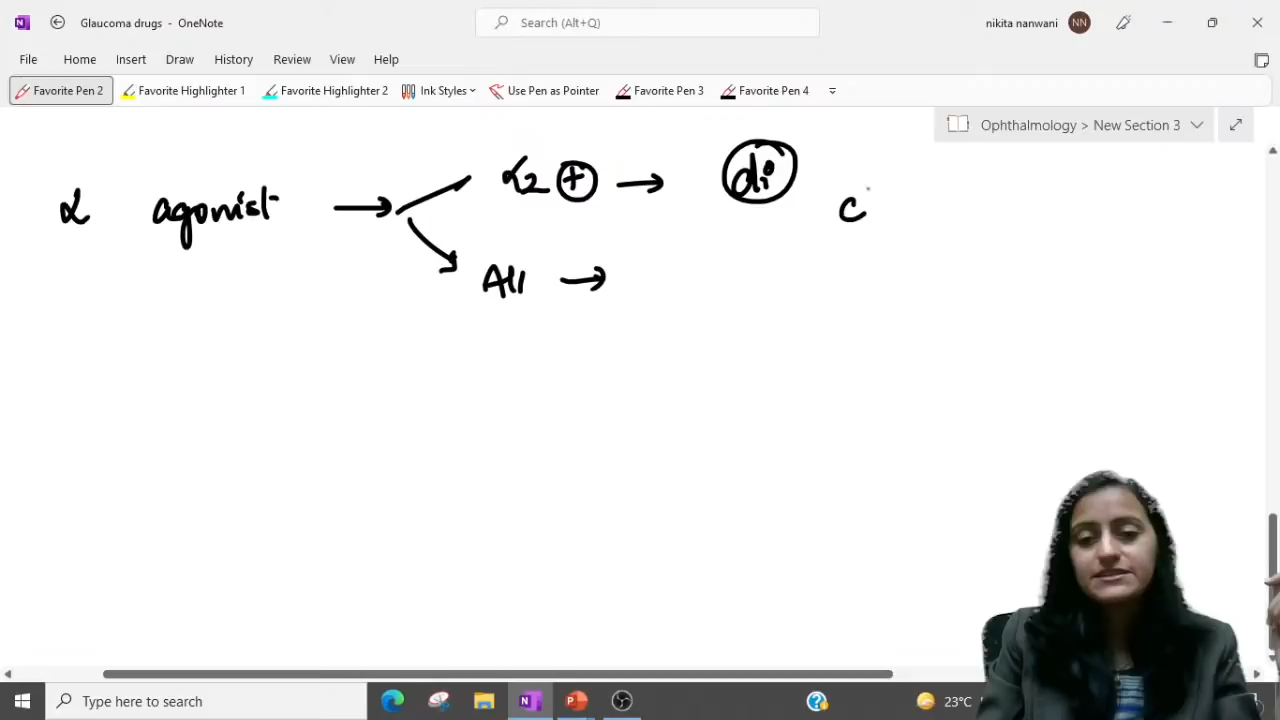 Glaucoma drugs - OneNote
Search (Alt+Q)
nikita nanwani NN
File Home Insert Draw History Review View Help
Favorite Pen 2 Favorite Highlighter 1 Favorite Highlighter 2 Ink Styles Use Pen as Pointer Favorite Pen 3 Favorite Pen 4
Ophthalmology > New Section 3
α agonist → α2 + → di c
All →
Type here to search
23°C